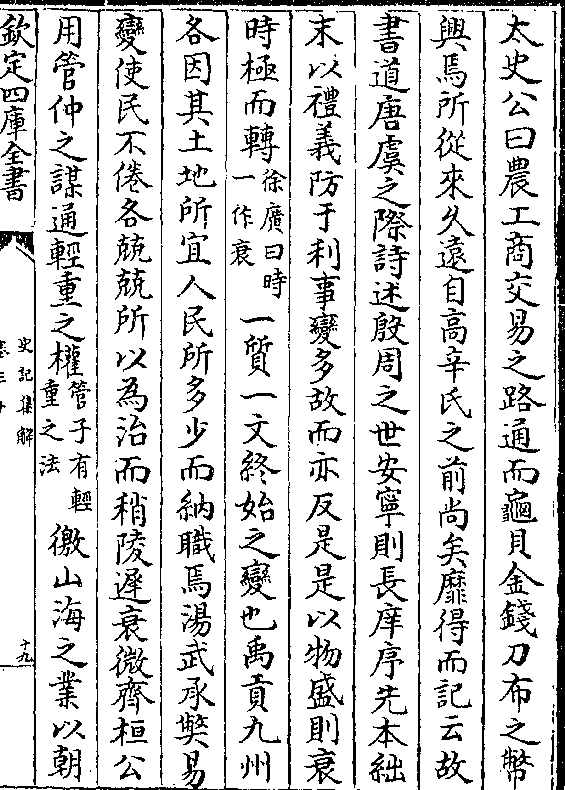 太史公曰農工商交易之路通而龜貝金錢刀布之幣
興焉所從來久遠自高辛氏之前尚矣靡得而記云故
書道唐虞之際詩述殷周之世安寧則長庠序先本絀
末以禮義防于利事變多故而亦反是是以物盛則衰
時極而轉徐廣曰時一作衰一質一文終始之變也禹貢九州
各因其土地所宜人民所多少而納職焉湯武承獘易
變使民不倦各兢兢所以為治而稍陵遲衰微齊桓公
用管仲之謀通輕重之權管子有輕重之法徼山海之業以朝
欽定四庫全書
史記集解
卷三十
十九